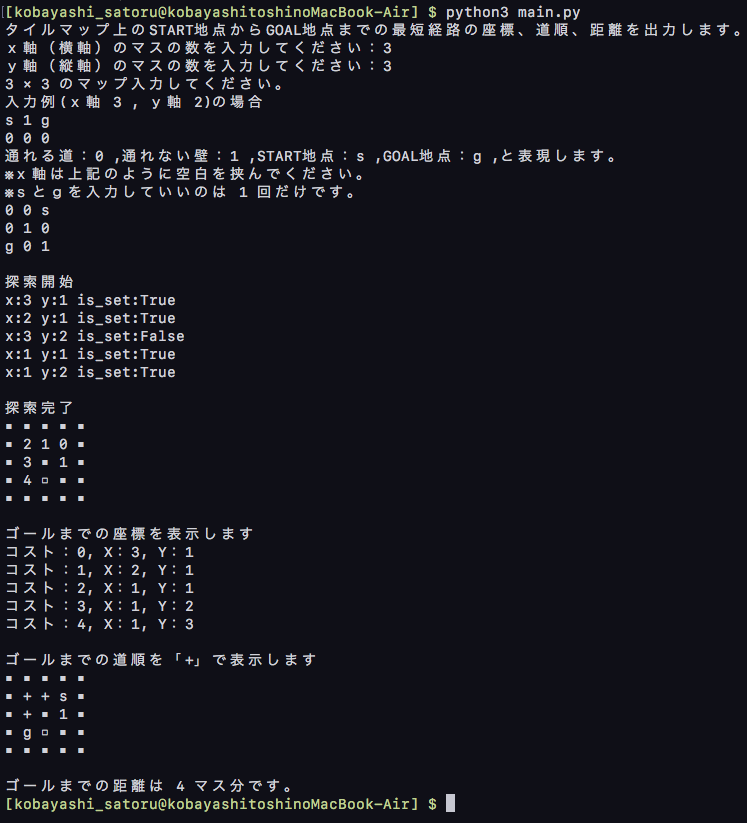 [kobayashi_satoru@kobayashitoshinoMacBook-Air] $ python3 main.py
タイルマップ上のSTART地点からGOAL地点までの最短経路の座標、道順、距離を出力します。
x軸（横軸）のマスの数を入力してください：3
y軸（縦軸）のマスの数を入力してください：3
3 × 3 のマップ入力してください。
入力例(x軸 3 , y軸 2)の場合
s 1 g
0 0 0
通れる道：0 ,通れない壁：1 ,START地点：s ,GOAL地点：g ,と表現します。
※x軸は上記のように空白を挟んでください。
※sとgを入力していいのは 1 回だけです。
0 0 s
0 1 0
g 0 1
探索開始
x:3 y:1 is_set:True
x:2 y:1 is_set:True
x:3 y:2 is_set:False
x:1 y:1 is_set:True
x:1 y:2 is_set:True
探索完了
▪ ▪ ▪ ▪ ▪
▪ 2 1 0 ▪
▪ 3 ▪ 1 ▪
▪ 4 ▫ ▪ ▪
▪ ▪ ▪ ▪ ▪
ゴールまでの座標を表示します
コスト：0, X：3, Y：1
コスト：1, X：2, Y：1
コスト：2, X：1, Y：1
コスト：3, X：1, Y：2
コスト：4, X：1, Y：3
ゴールまでの道順を「+」で表示します
▪ ▪ ▪ ▪ ▪
▪ + + s ▪
▪ + ▪ 1 ▪
▪ g ▫ ▪ ▪
▪ ▪ ▪ ▪ ▪
ゴールまでの距離は 4 マス分です。
[kobayashi_satoru@kobayashitoshinoMacBook-Air] $